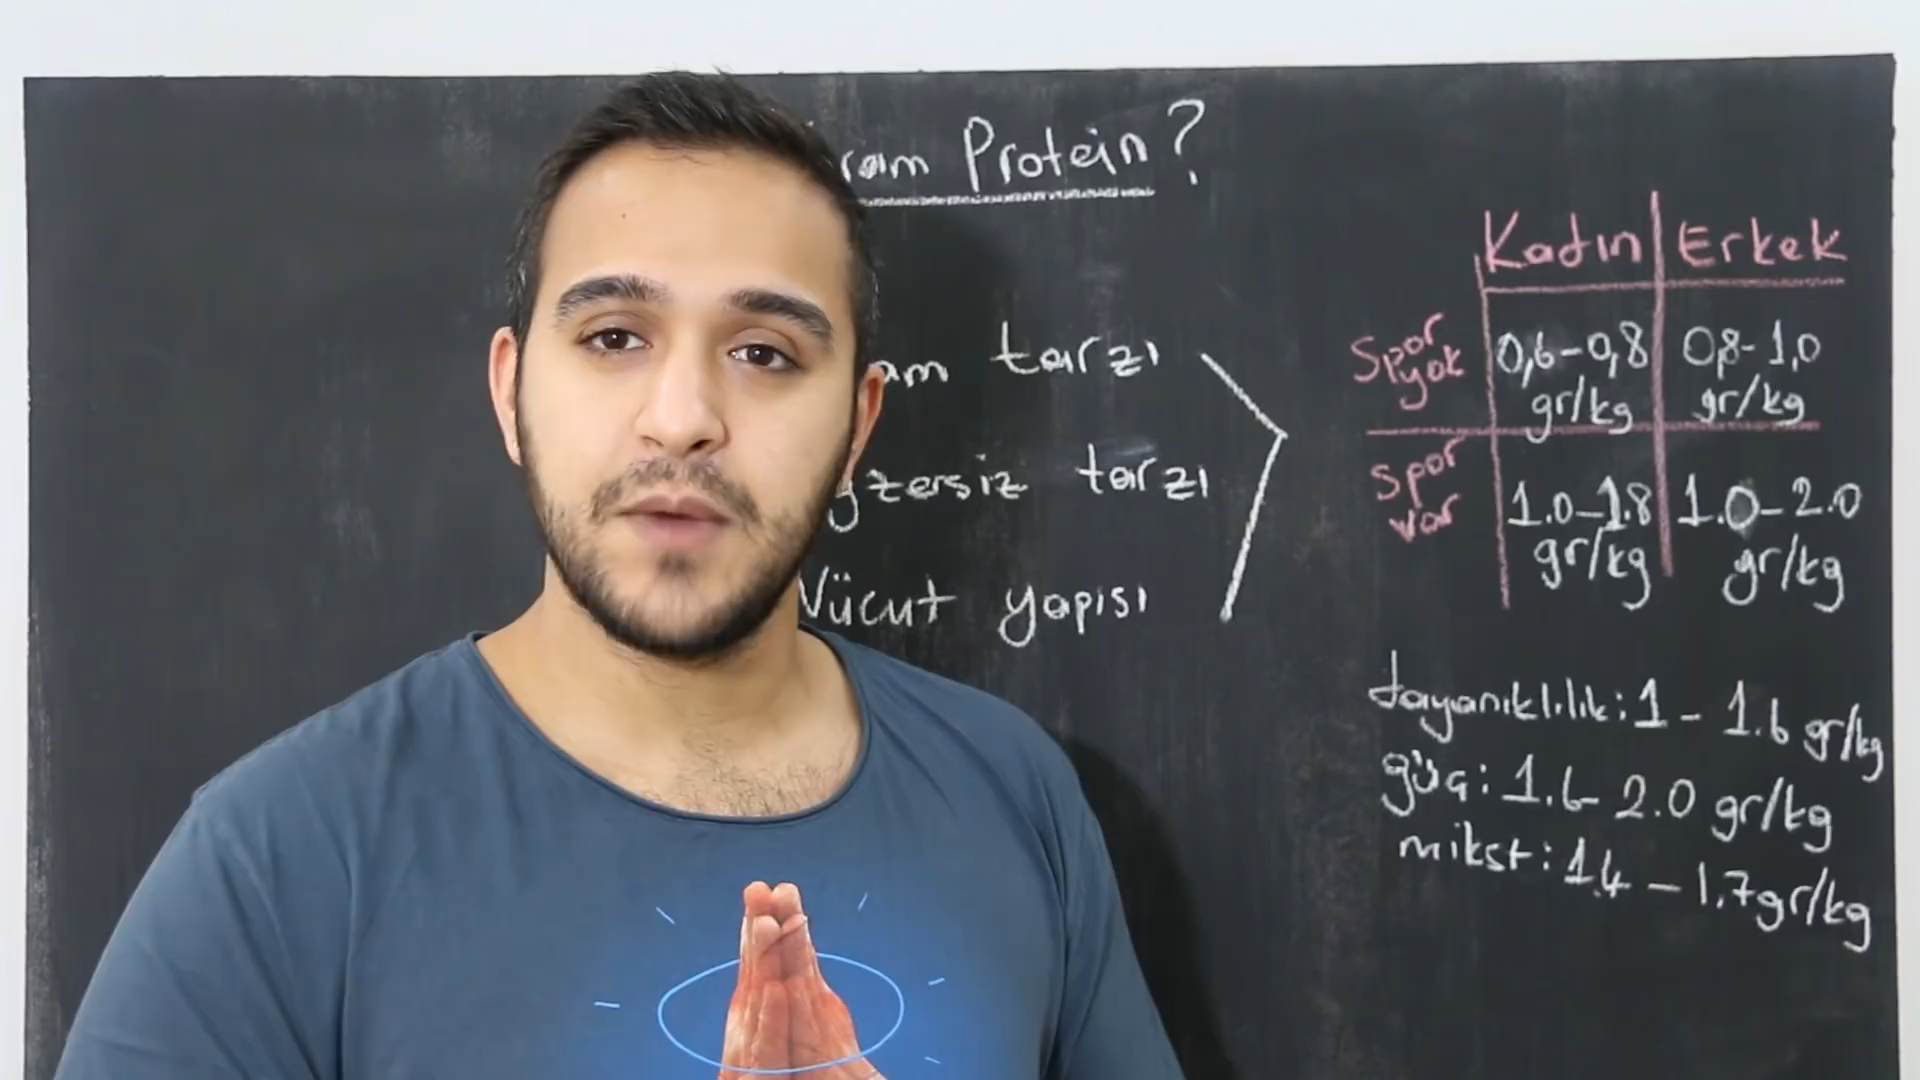 Protein?
tarzı
tarzı
Vücut yapısı
Kadın Erkek
Spor yok 0,6-0,8 gr/kg 0,8-1,0 gr/kg
Spor var 1.0-1.8 gr/kg 1.0-2.0 gr/kg
dayanıklılık: 1 - 1.6 gr/kg
güç: 1.6-2.0 gr/kg
mikst: 1.4 - 1.7 gr/kg